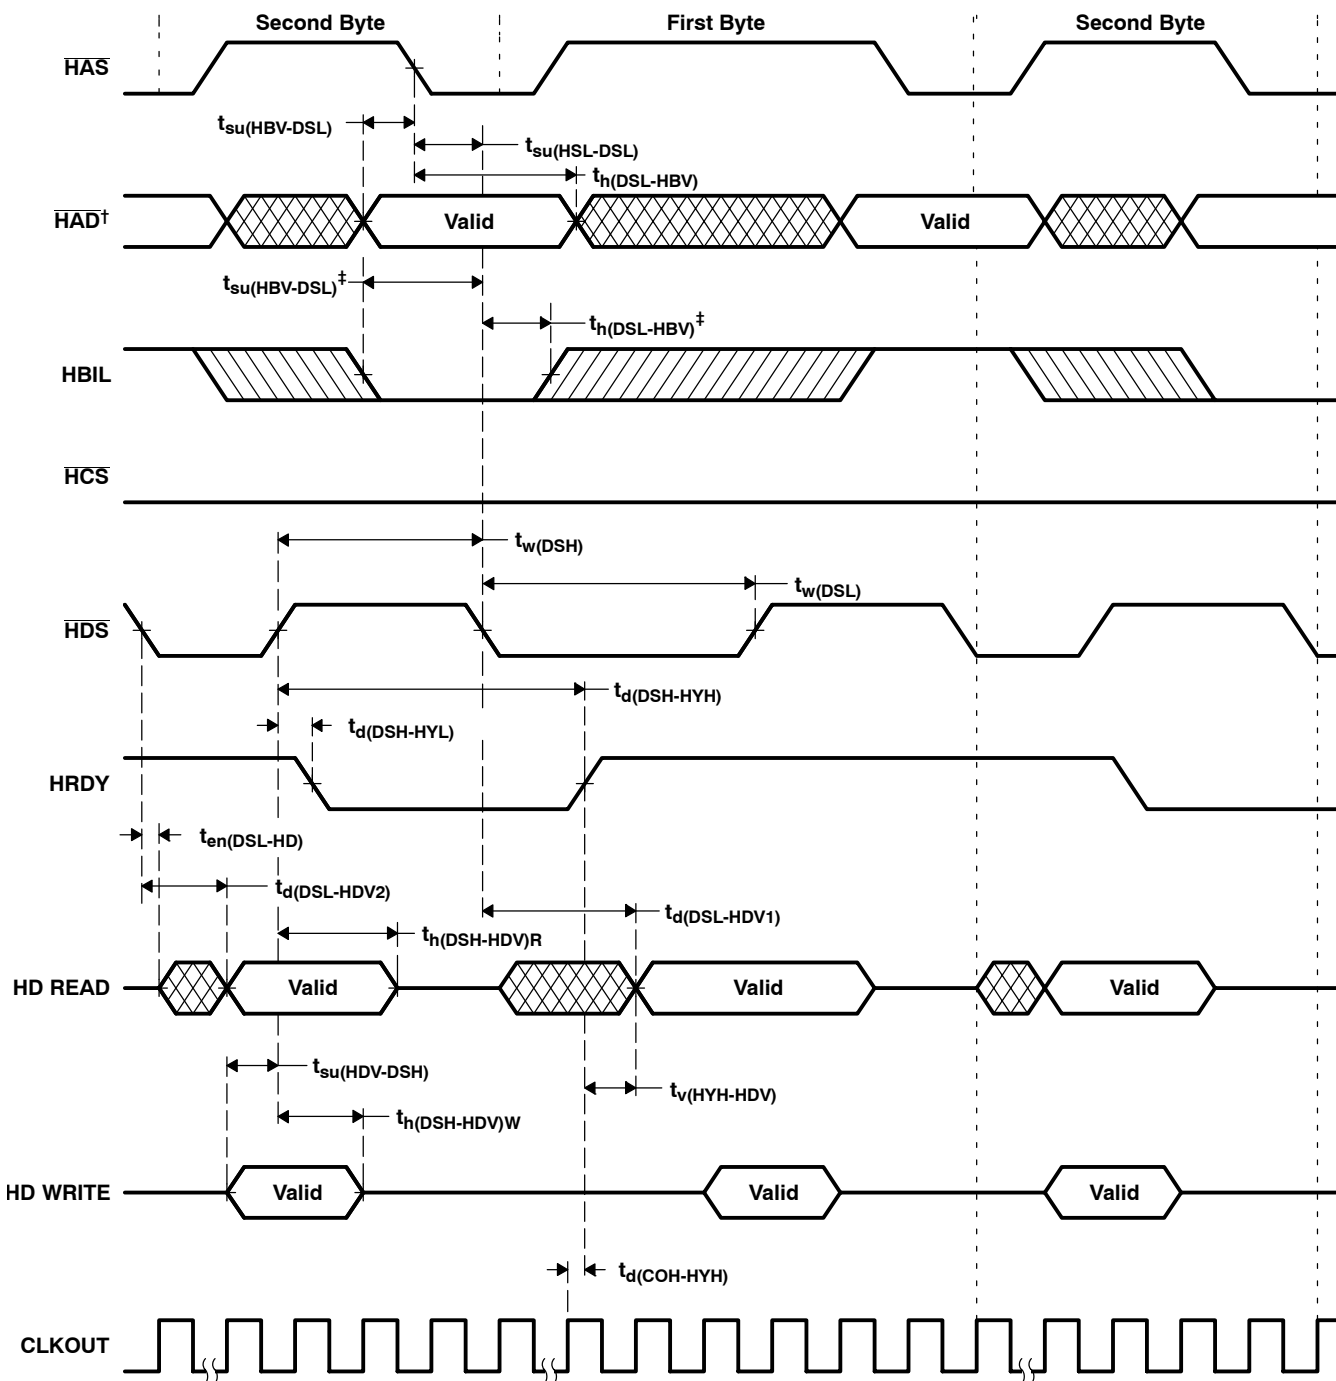 Second Byte First Byte Second Byte
HAS
tsu(HBV-DSL)
tsu(HSL-DSL)
th(DSL-HBV)
HAD† Valid Valid
tsu(HBV-DSL)‡
th(DSL-HBV)‡
HBIL
HCS
tw(DSH)
tw(DSL)
HDS
td(DSH-HYH)
td(DSH-HYL)
HRDY
ten(DSL-HD)
td(DSL-HDV2)
td(DSL-HDV1)
th(DSH-HDV)R
HD READ Valid Valid Valid
tsu(HDV-DSH)
tv(HYH-HDV)
th(DSH-HDV)W
HD WRITE Valid Valid Valid
td(COH-HYH)
CLKOUT